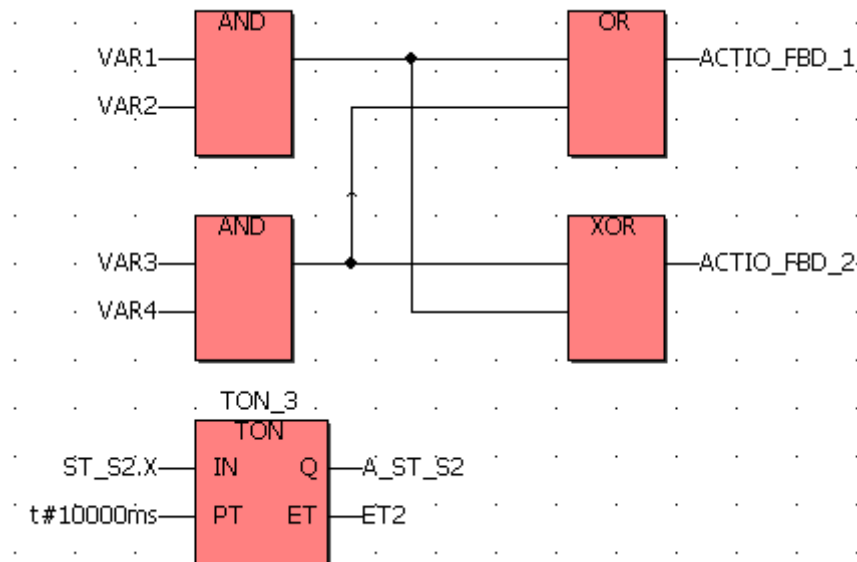 AND OR
VAR1 ACTIO_FBD_1
VAR2
AND XOR
VAR3 ACTIO_FBD_2
VAR4
TON_3
TON
ST_S2.X IN Q A_ST_S2
t#10000ms PT ET ET2